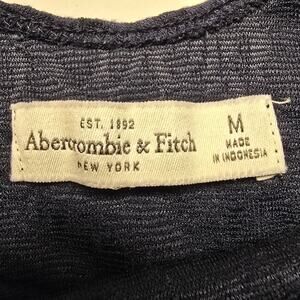 EST. 1892
Abercrombie & Fitch
NEW YORK
M
MADE
IN INDONESIA